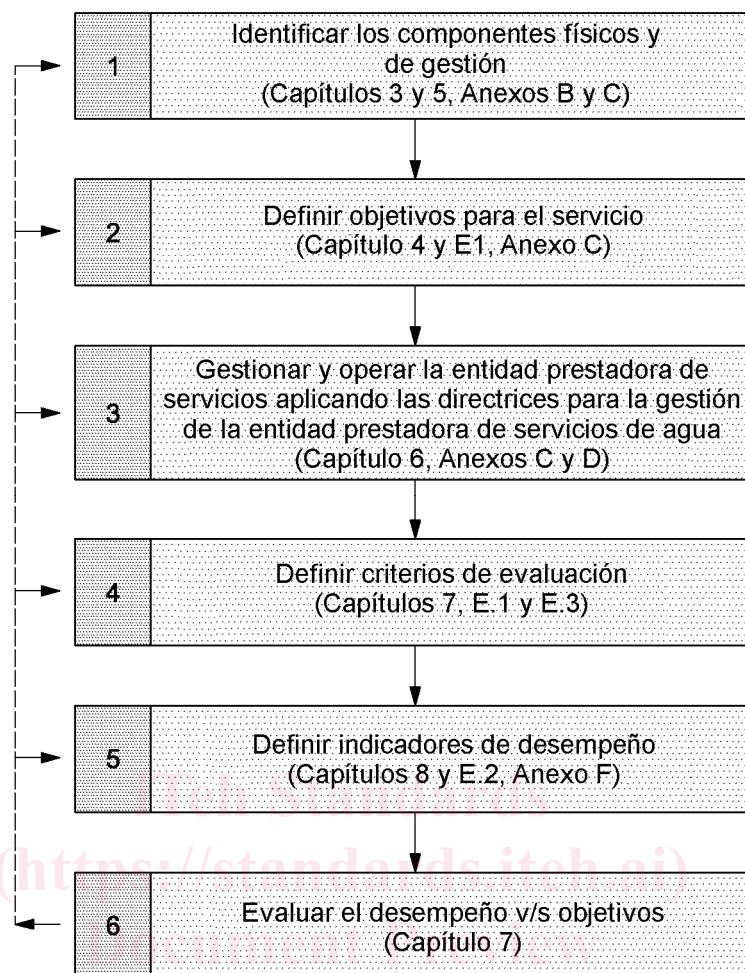 1
Identificar los componentes físicos y
de gestión
(Capítulos 3 y 5, Anexos B y C)
2
Definir objetivos para el servicio
(Capítulo 4 y E1, Anexo C)
3
Gestionar y operar la entidad prestadora de
servicios aplicando las directrices para la gestión
de la entidad prestadora de servicios de agua
(Capítulo 6, Anexos C y D)
4
Definir criterios de evaluación
(Capítulos 7, E.1 y E.3)
5
Definir indicadores de desempeño
(Capítulos 8 y E.2, Anexo F)
iTeh Standards
(https://standards.iteh.ai)
6
Evaluar el desempeño v/s objetivos
(Capítulo 7)
Document Preview